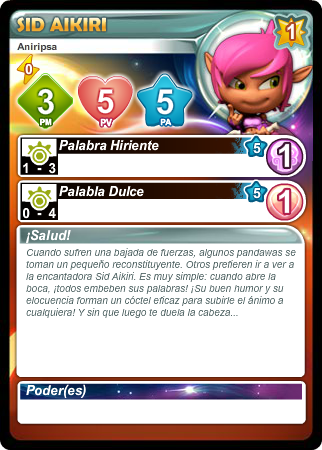 SID AIKIRI
1
Aniripsa
0
3
PM
5
PV
5
PA
Palabra Hiriente
5
1
1 - 3
Palabla Dulce
5
1
0 - 4
¡Salud!
Cuando sufren una bajada de fuerzas, algunos pandawas se
toman un pequeño reconstituyente. Otros prefieren ir a ver a
la encantadora Sid Aikiri. Es muy simple: cuando abre la
boca, ¡todos embeben sus palabras! ¡Su buen humor y su
elocuencia forman un cóctel eficaz para subirle el ánimo a
cualquiera! Y sin que luego te duela la cabeza...
Poder(es)